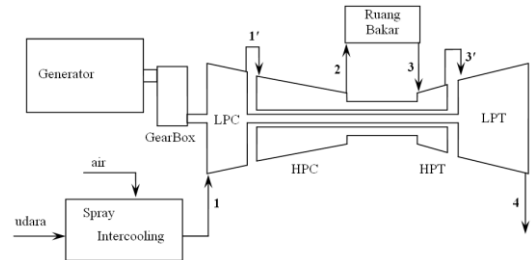 Ruang
Bakar
1′
2
3
3′
Generator
GearBox
LPC
LPT
HPC
HPT
air
1
4
Spray
Intercooling
udara